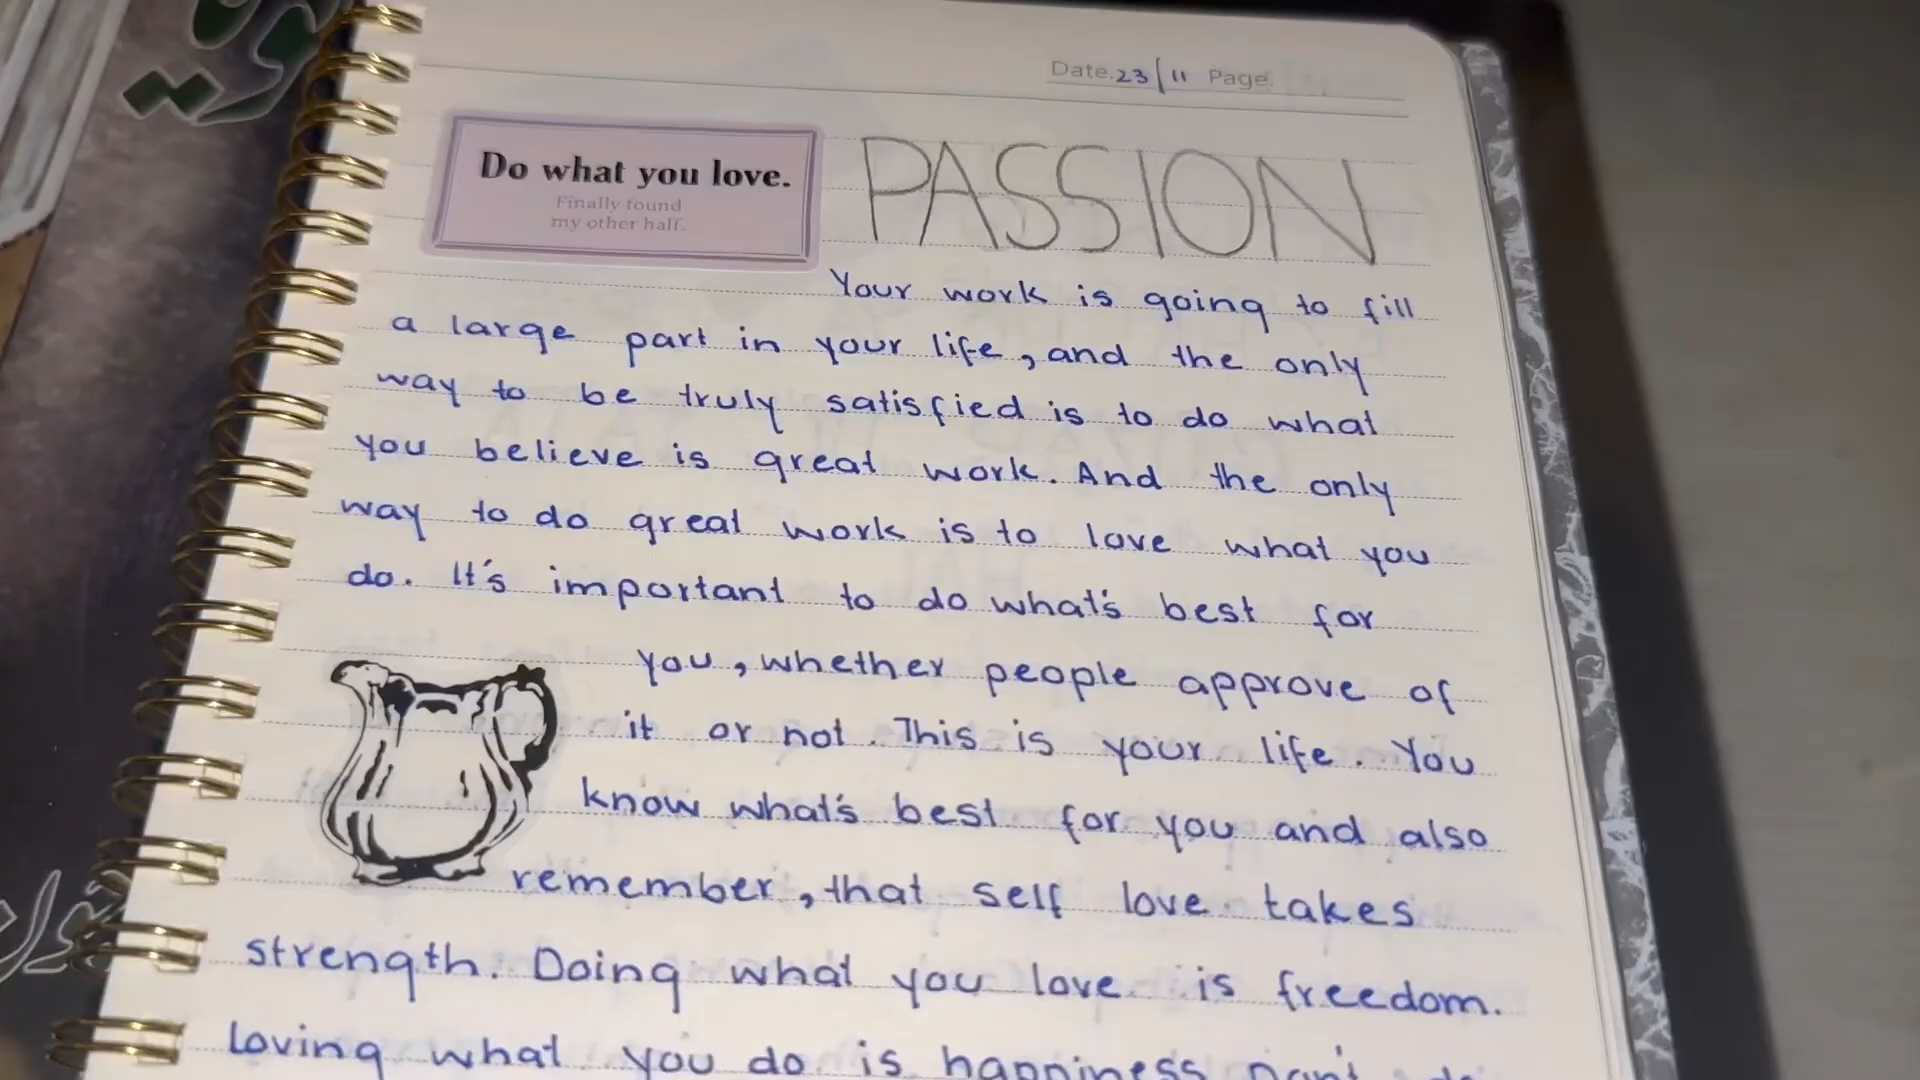 Date.23/11 Page.
Do what you love.
Finally found
my other half.
PASSION
Your work is going to fill
a large part in your life, and the only
way to be truly satisfied is to do what
you believe is great work. And the only
way to do great work is to love what you
do. It's important to do what's best for
you, whether people approve of
it or not. This is your life. You
know what's best for you and also
remember, that self love takes
strength. Doing what you love is freedom.
Loving what you do is happiness